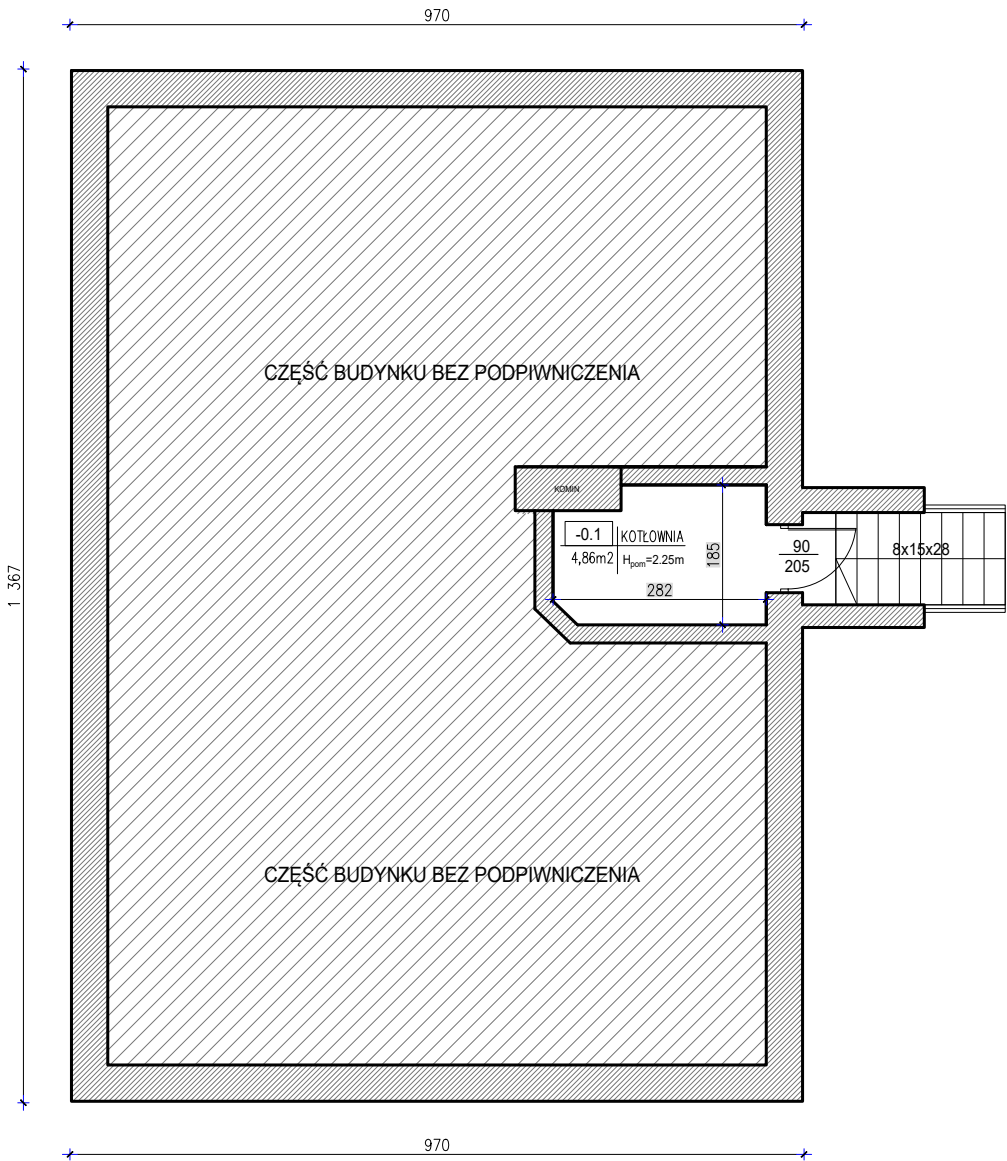 970
1 367
CZĘŚĆ BUDYNKU BEZ PODPIWNICZENIA
KOMIN
-0.1 KOTŁOWNIA
4,86m2 Hpom=2.25m
185
282
90
205
8x15x28
CZĘŚĆ BUDYNKU BEZ PODPIWNICZENIA
970